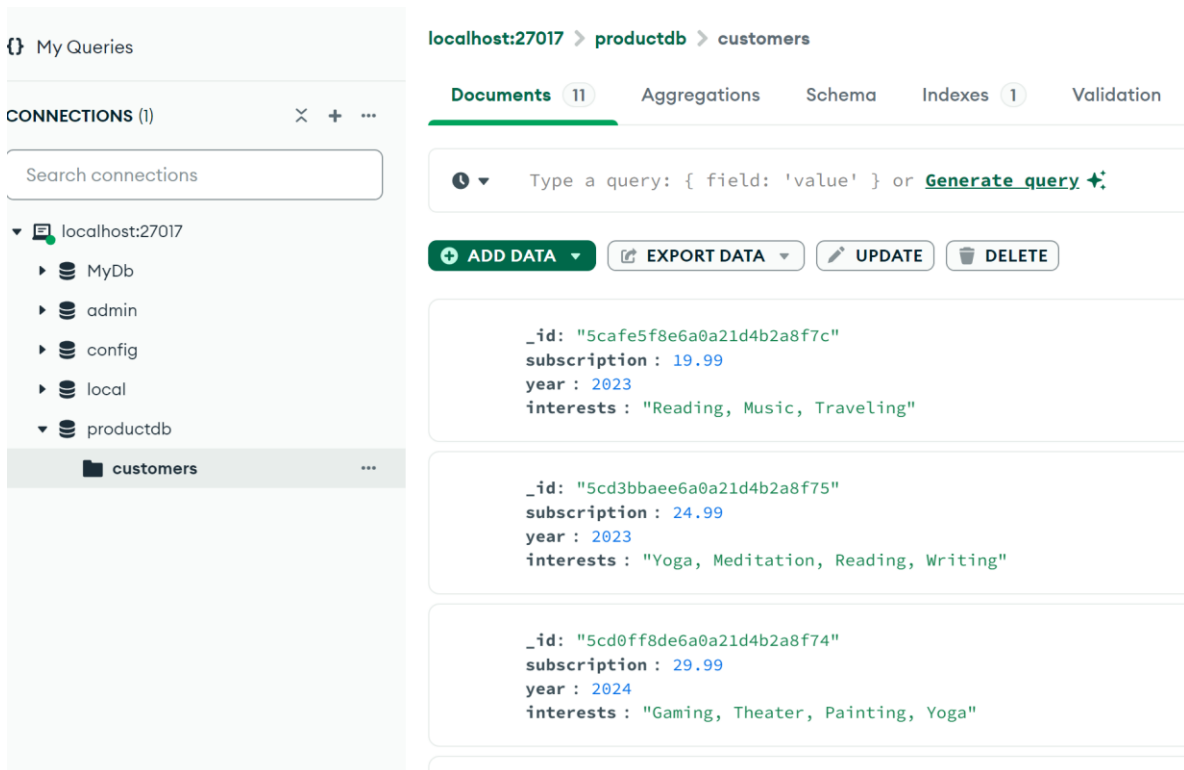 {} My Queries
CONNECTIONS (1)
Search connections
localhost:27017
MyDb
admin
config
local
productdb
customers
localhost:27017 > productdb > customers
Documents 11 Aggregations Schema Indexes 1 Validation
Type a query: { field: 'value' } or Generate query
ADD DATA EXPORT DATA UPDATE DELETE
_id: "5cafe5f8e6a0a21d4b2a8f7c"
subscription : 19.99
year : 2023
interests : "Reading, Music, Traveling"
_id: "5cd3bbaee6a0a21d4b2a8f75"
subscription : 24.99
year : 2023
interests : "Yoga, Meditation, Reading, Writing"
_id: "5cd0ff8de6a0a21d4b2a8f74"
subscription : 29.99
year : 2024
interests : "Gaming, Theater, Painting, Yoga"